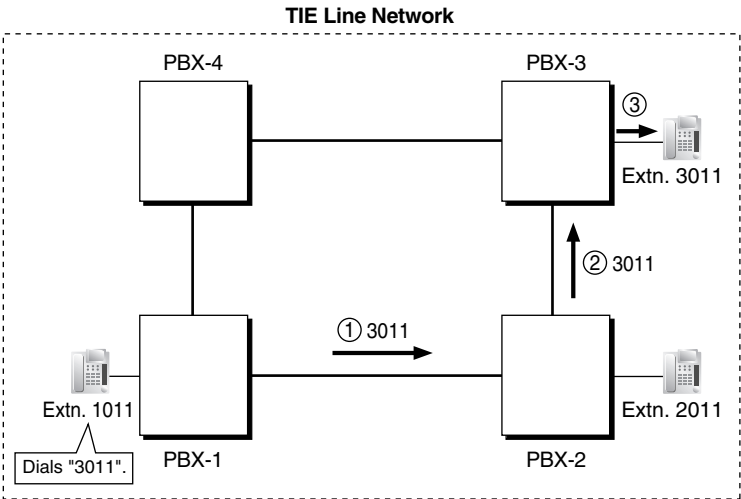 TIE Line Network
PBX-4
PBX-3
③
Extn. 3011
② 3011
① 3011
Extn. 1011
Extn. 2011
Dials "3011".
PBX-1
PBX-2